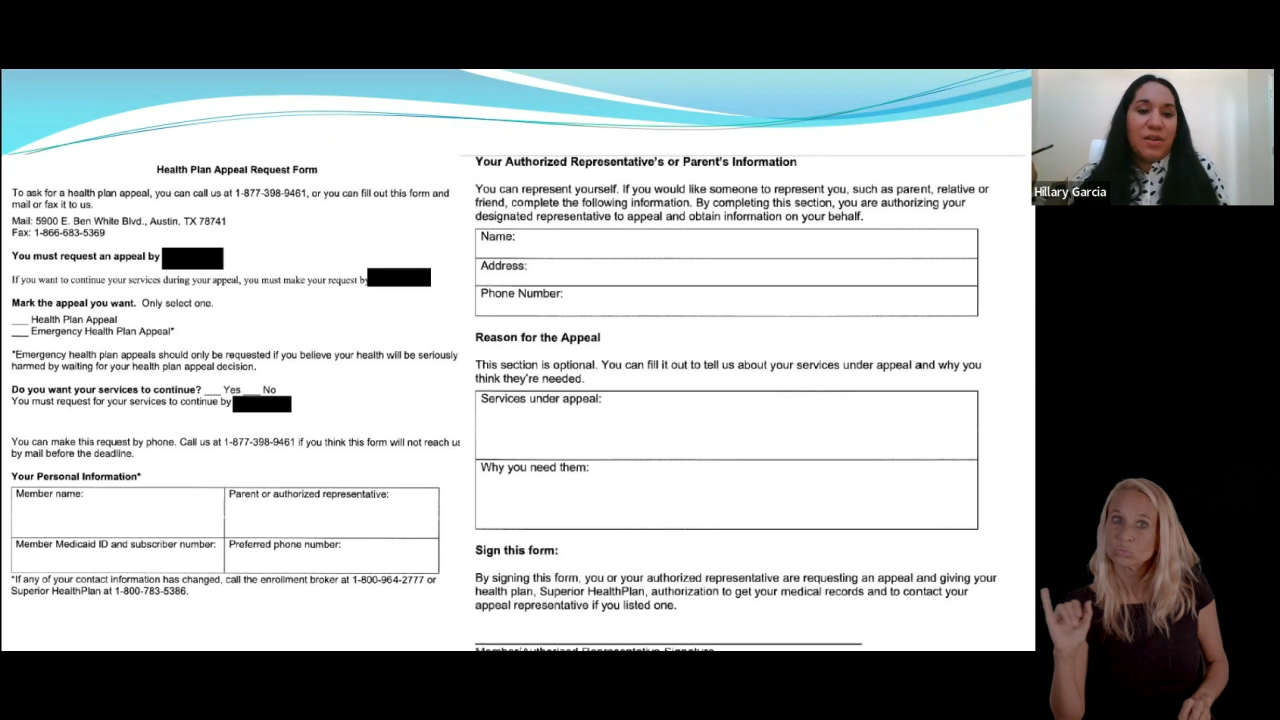 Health Plan Appeal Request Form
To ask for a health plan appeal, you can call us at 1-877-398-9461, or you can fill out this form and
mail or fax it to us.
Mail: 5900 E. Ben White Blvd., Austin, TX 78741
Fax: 1-866-683-5369
You must request an appeal by
If you want to continue your services during your appeal, you must make your request by
Mark the appeal you want. Only select one.
___ Health Plan Appeal
___ Emergency Health Plan Appeal*
*Emergency health plan appeals should only be requested if you believe your health will be seriously
harmed by waiting for your health plan appeal decision.
Do you want your services to continue? ___ Yes ___ No
You must request for your services to continue by
You can make this request by phone. Call us at 1-877-398-9461 if you think this form will not reach us
by mail before the deadline.
Your Personal Information*
Member name:
Parent or authorized representative:
Member Medicaid ID and subscriber number:
Preferred phone number:
*If any of your contact information has changed, call the enrollment broker at 1-800-964-2777 or
Superior HealthPlan at 1-800-783-5386.
Your Authorized Representative's or Parent's Information
You can represent yourself. If you would like someone to represent you, such as parent, relative or
friend, complete the following information. By completing this section, you are authorizing your
designated representative to appeal and obtain information on your behalf.
Name:
Address:
Phone Number:
Reason for the Appeal
This section is optional. You can fill it out to tell us about your services under appeal and why you
think they're needed.
Services under appeal:
Why you need them:
Sign this form:
By signing this form, you or your authorized representative are requesting an appeal and giving your
health plan, Superior HealthPlan, authorization to get your medical records and to contact your
appeal representative if you listed one.
Member/Authorized Representative Signature
Hillary Garcia